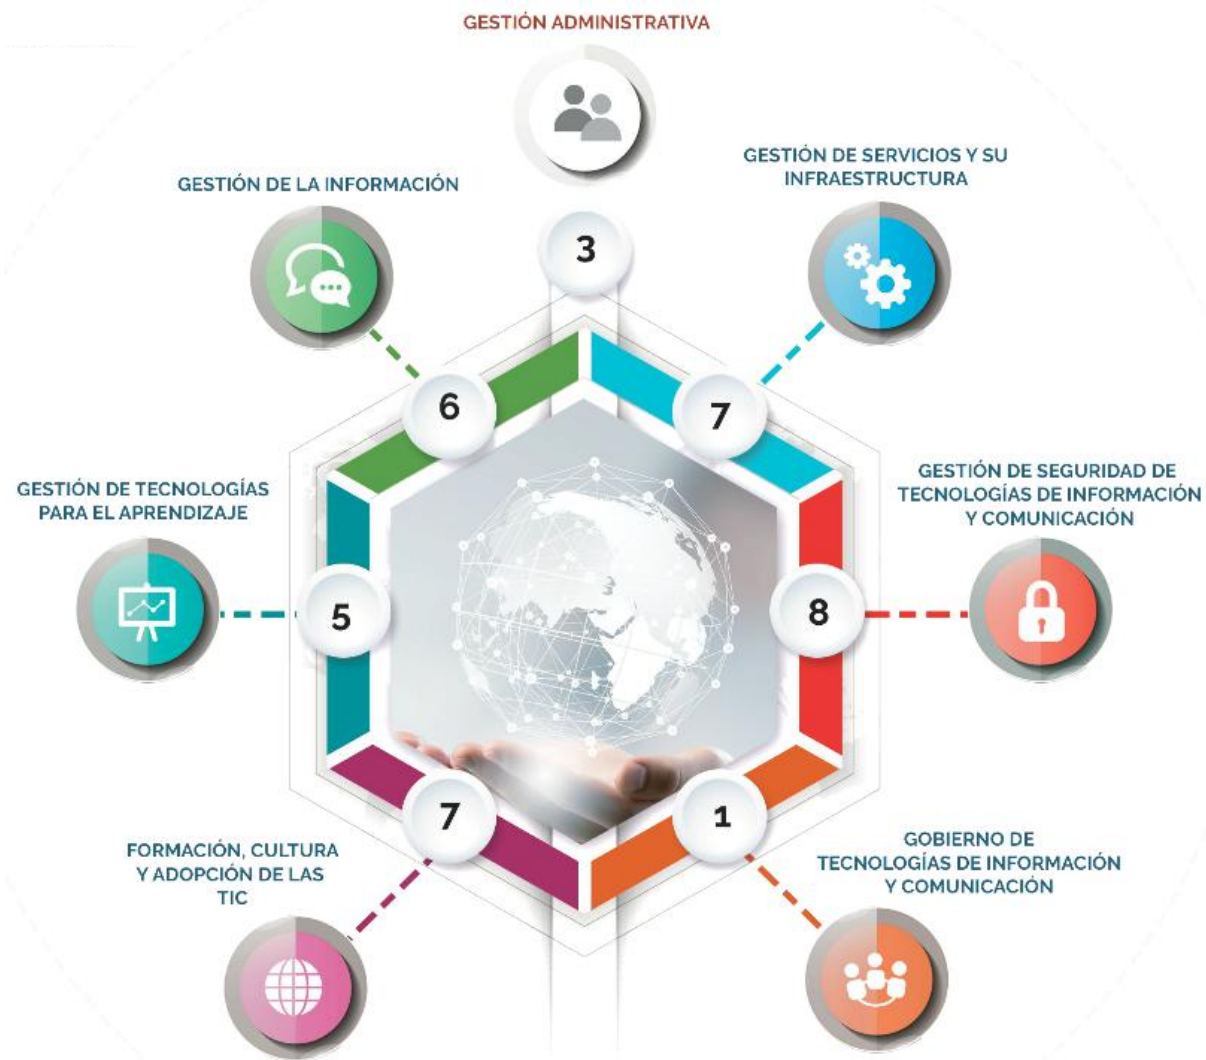 GESTIÓN ADMINISTRATIVA
GESTIÓN DE SERVICIOS Y SU
INFRAESTRUCTURA
GESTIÓN DE LA INFORMACIÓN
3
6
7
GESTIÓN DE SEGURIDAD DE
TECNOLOGÍAS DE INFORMACIÓN
Y COMUNICACIÓN
GESTIÓN DE TECNOLOGÍAS
PARA EL APRENDIZAJE
5
8
7
1
FORMACIÓN, CULTURA
Y ADOPCIÓN DE LAS
TIC
GOBIERNO DE
TECNOLOGÍAS DE INFORMACIÓN
Y COMUNICACIÓN